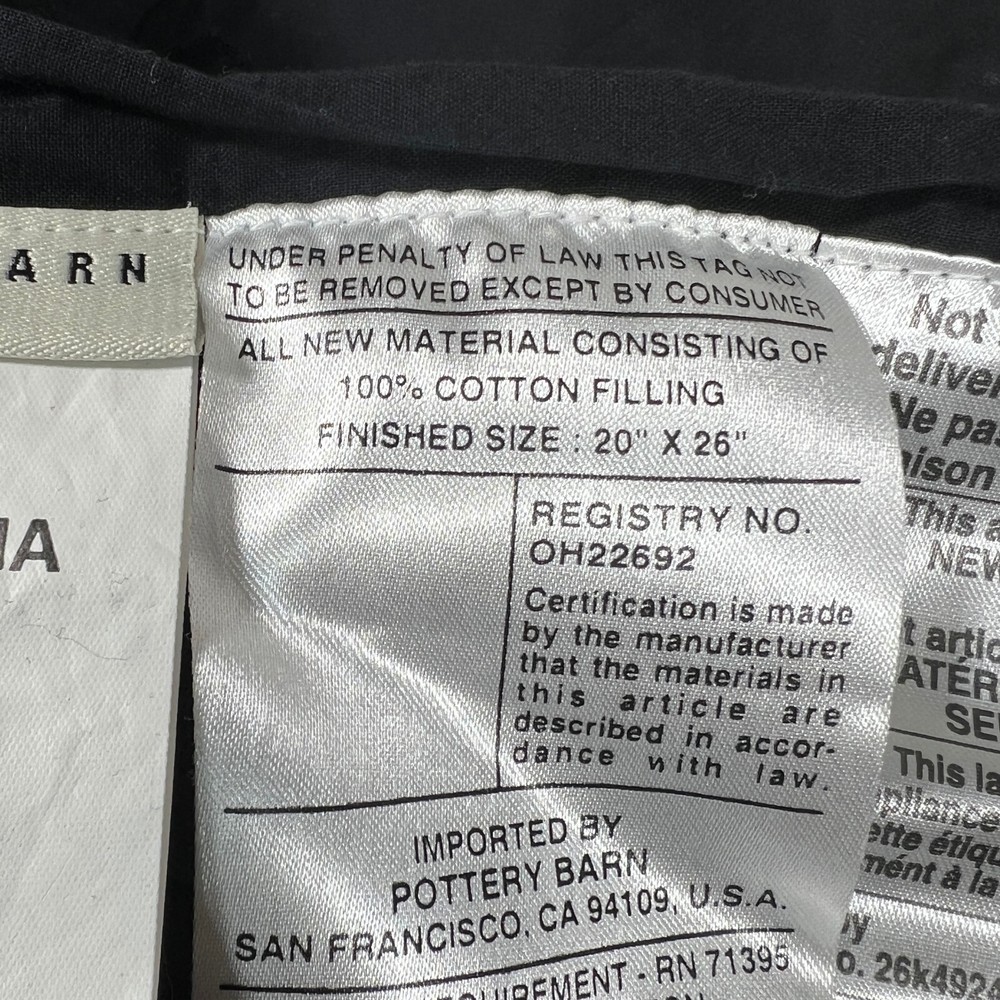 ARN
IA
UNDER PENALTY OF LAW THIS TAG NOT
TO BE REMOVED EXCEPT BY CONSUMER
ALL NEW MATERIAL CONSISTING OF
100% COTTON FILLING
FINISHED SIZE : 20" X 26"
REGISTRY NO.
OH22692
Certification is made
by the manufacturer
that the materials in
this article are
described in accor-
dance with law.
IMPORTED BY
POTTERY BARN
SAN FRANCISCO, CA 94109, U.S.A.
RN 71395
Not
deliver
Ne pa
aison
This a
NEW
t artic
ATÉR
SE
This la
ette étiqu
mént à la
by
o. 26k492